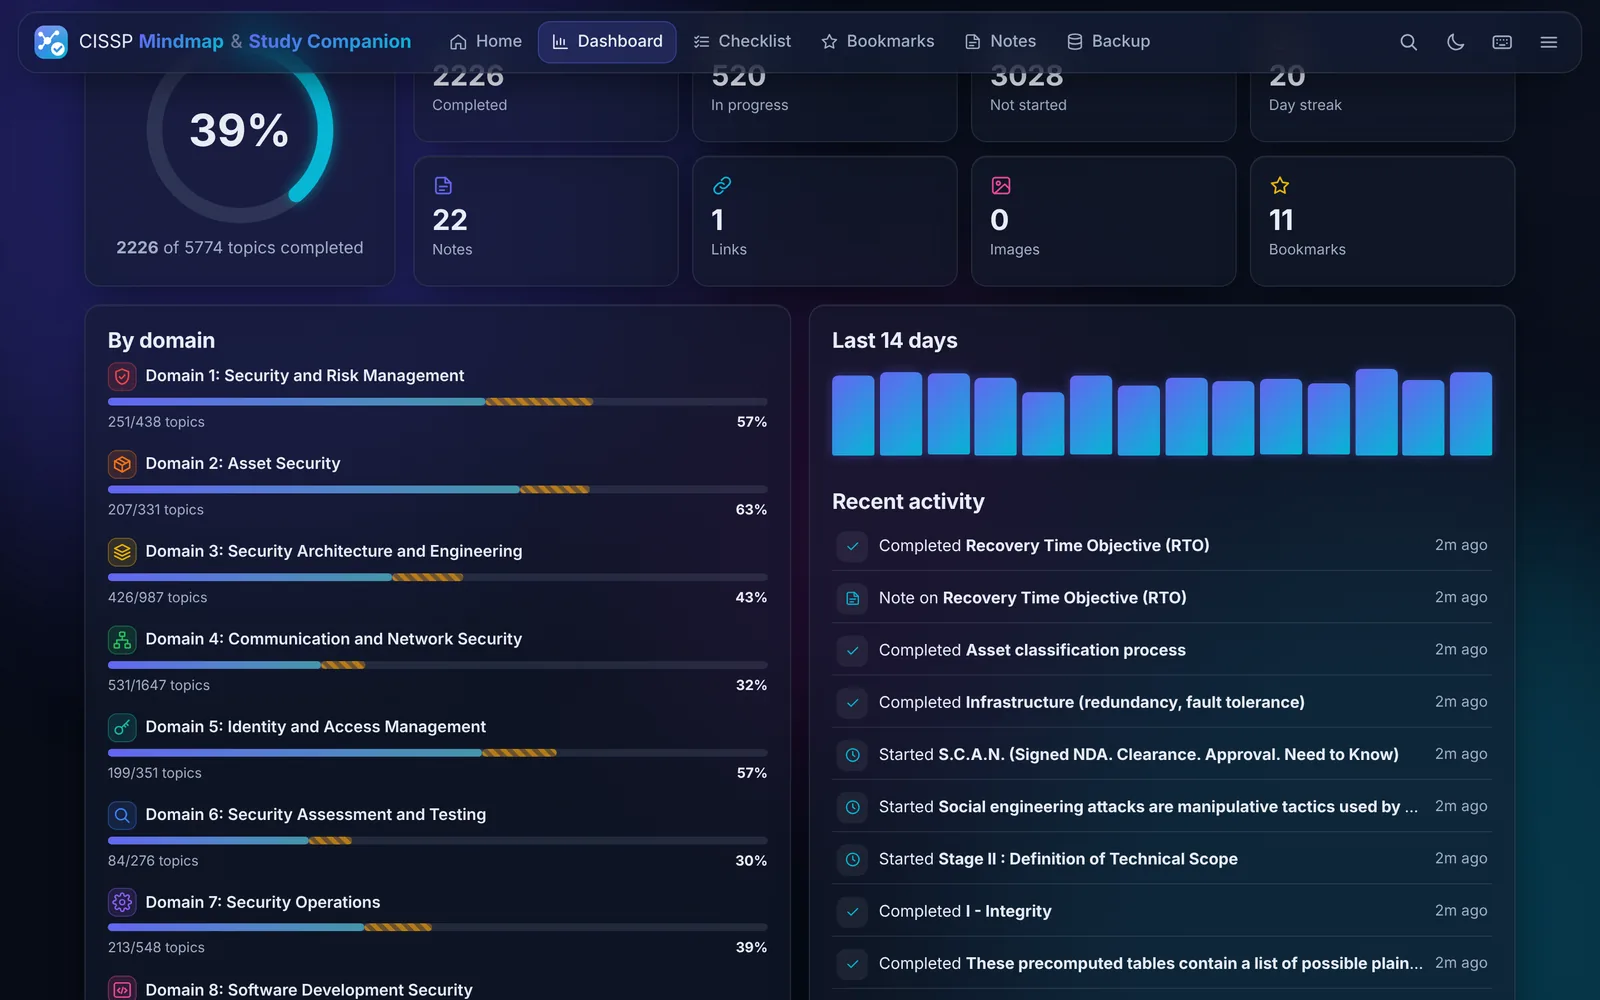 CISSP Mindmap & Study Companion
Home
Dashboard
Checklist
Bookmarks
Notes
Backup
39%
2226 of 5774 topics completed
2226
Completed
520
In progress
3028
Not started
20
Day streak
22
Notes
1
Links
0
Images
11
Bookmarks
By domain
Domain 1: Security and Risk Management
251/438 topics
57%
Domain 2: Asset Security
207/331 topics
63%
Domain 3: Security Architecture and Engineering
426/987 topics
43%
Domain 4: Communication and Network Security
531/1647 topics
32%
Domain 5: Identity and Access Management
199/351 topics
57%
Domain 6: Security Assessment and Testing
84/276 topics
30%
Domain 7: Security Operations
213/548 topics
39%
Domain 8: Software Development Security
Last 14 days
Recent activity
Completed Recovery Time Objective (RTO)
2m ago
Note on Recovery Time Objective (RTO)
2m ago
Completed Asset classification process
2m ago
Completed Infrastructure (redundancy, fault tolerance)
2m ago
Started S.C.A.N. (Signed NDA. Clearance. Approval. Need to Know)
2m ago
Started Social engineering attacks are manipulative tactics used by ...
2m ago
Started Stage II : Definition of Technical Scope
2m ago
Completed I - Integrity
2m ago
Completed These precomputed tables contain a list of possible plain...
2m ago